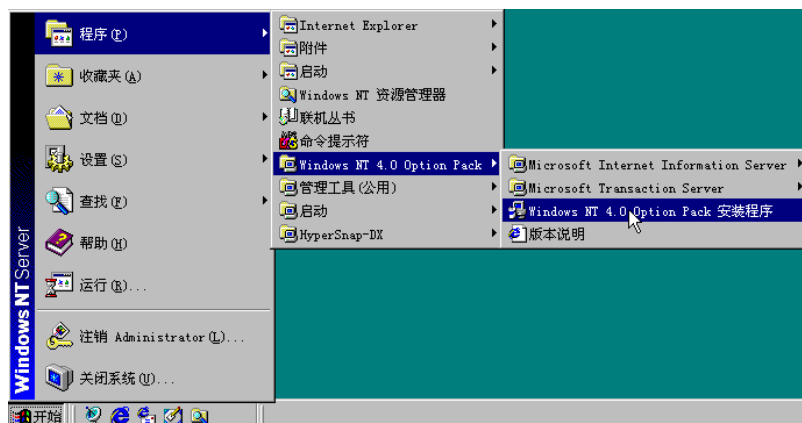 程序(P)
收藏夹(A)
文档(D)
设置(S)
查找(F)
帮助(H)
运行(R)...
注销 Administrator(L)...
关闭系统(U)...
Windows NT Server
开始
Internet Explorer
附件
启动
Windows NT 资源管理器
联机丛书
命令提示符
Windows NT 4.0 Option Pack
管理工具(公用)
启动
HyperSnap-DX
Microsoft Internet Information Server
Microsoft Transaction Server
Windows NT 4.0 Option Pack 安装程序
版本说明